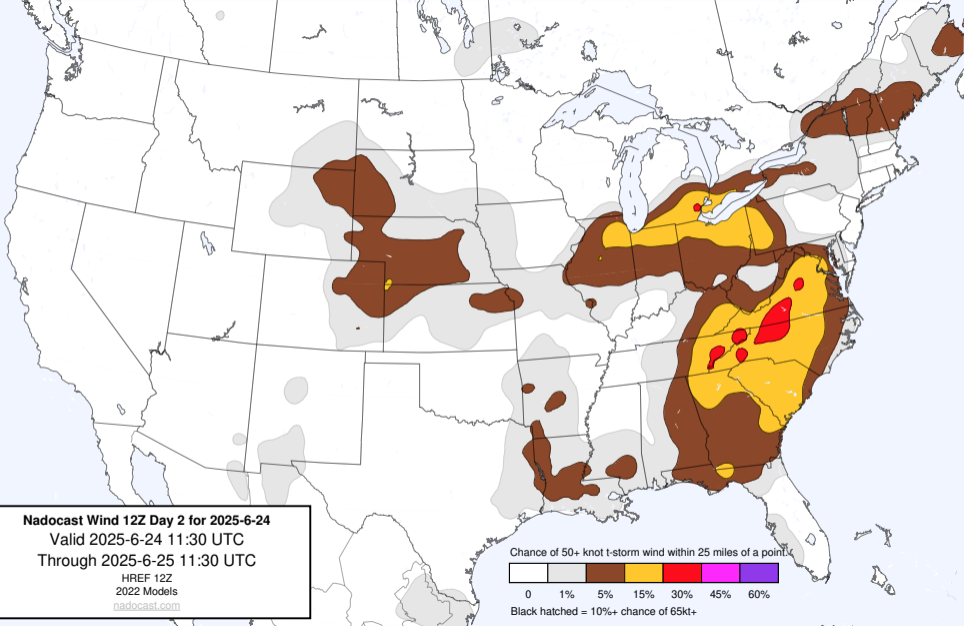 Nadocast Wind 12Z Day 2 for 2025-6-24
Valid 2025-6-24 11:30 UTC
Through 2025-6-25 11:30 UTC
HREF 12Z
2022 Models
nadocast.com
Chance of 50+ knot t-storm wind within 25 miles of a point.
0 1% 5% 15% 30% 45% 60%
Black hatched = 10%+ chance of 65kt+